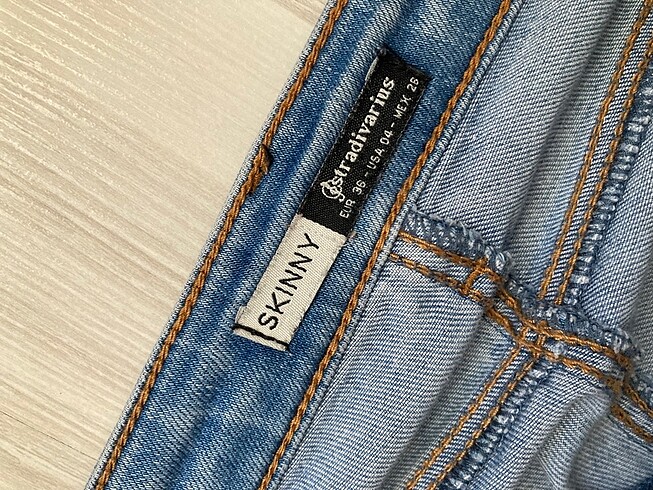 Stradivarius
EUR 36 - USA 04 - MEX 26
SKINNY